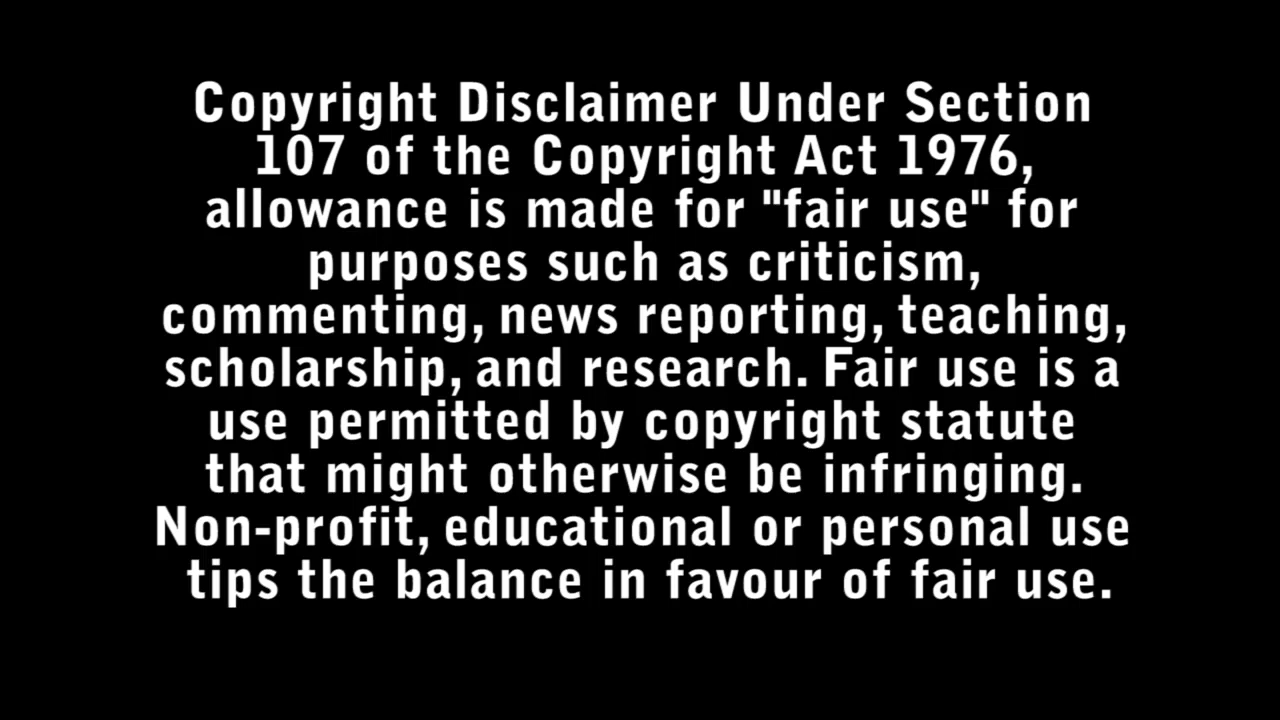 Copyright Disclaimer Under Section
107 of the Copyright Act 1976,
allowance is made for "fair use" for
purposes such as criticism,
commenting, news reporting, teaching,
scholarship, and research. Fair use is a
use permitted by copyright statute
that might otherwise be infringing.
Non-profit, educational or personal use
tips the balance in favour of fair use.